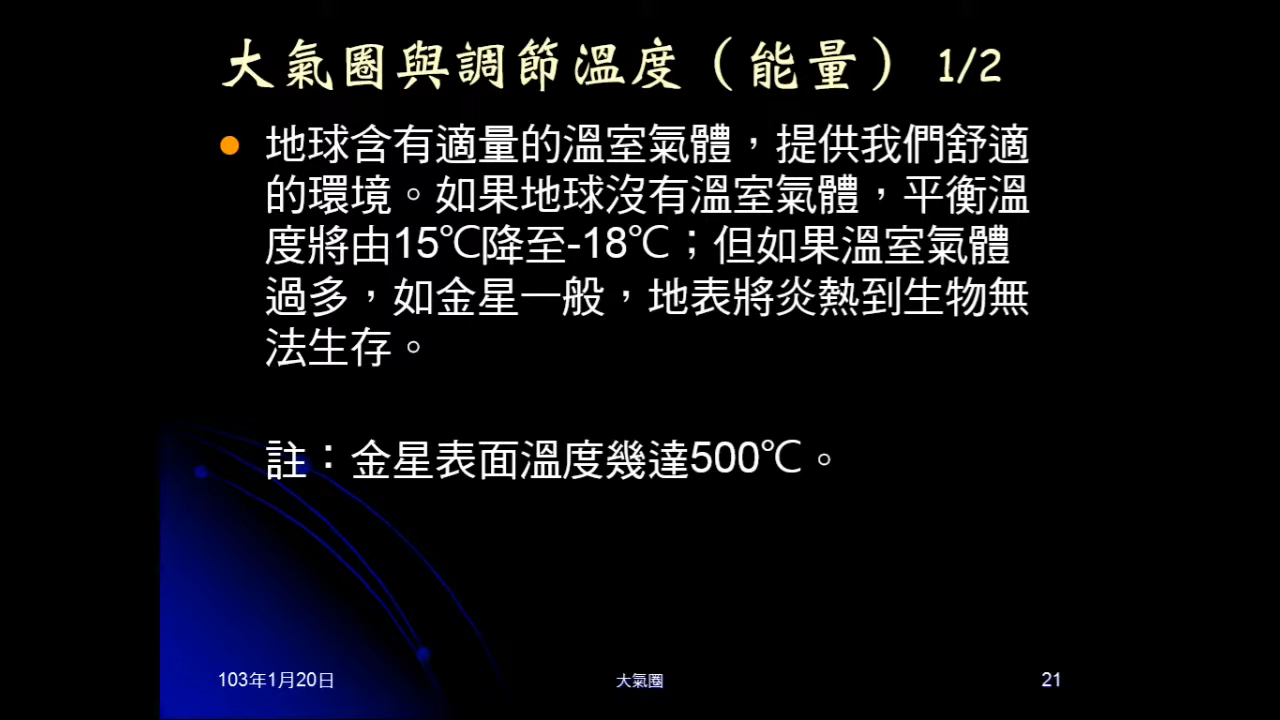 大氣圈與調節溫度（能量） 1/2
地球含有適量的溫室氣體，提供我們舒適
的環境。如果地球沒有溫室氣體，平衡溫
度將由15℃降至-18℃；但如果溫室氣體
過多，如金星一般，地表將炎熱到生物無
法生存。
註：金星表面溫度幾達500℃。
103年1月20日
大氣圈
21